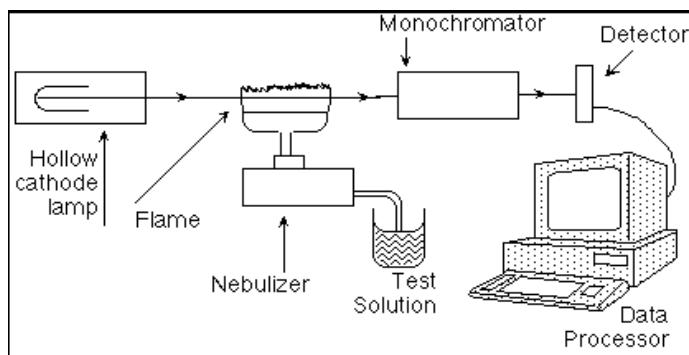 Monochromator
Detector
Hollow
cathode
lamp
Flame
Nebulizer
Test
Solution
Data
Processor